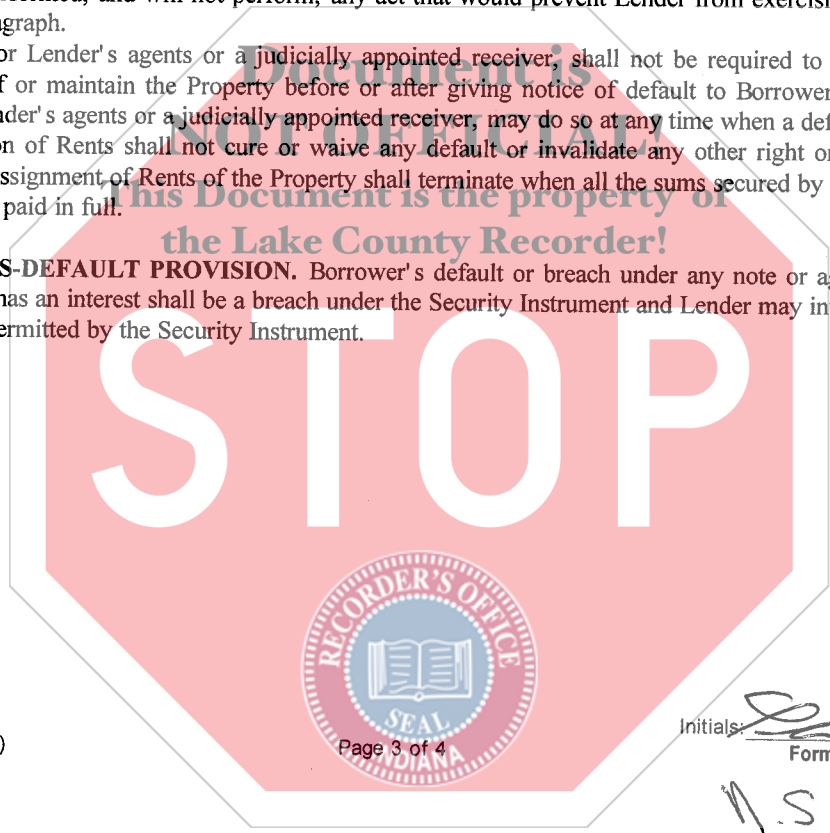 and will not perform, any act that would prevent Lender from
agraph.
or Lender's agents or a judicially appointed receiver, shall not be required to
f or maintain the Property before or after giving notice of default to Borrower
nder's agents or a judicially appointed receiver, may do so at any time when a def
on of Rents shall not cure or waive any default or invalidate any other right or
ssignment of Rents of the Property shall terminate when all the sums secured by
paid in full.
Document is
NOT OFFICIAL!
This Document is the property of
the Lake County Recorder!
S-DEFAULT PROVISION. Borrower's default or breach under any note or ag
has an interest shall be a breach under the Security Instrument and Lender may in
ermitted by the Security Instrument.
STOP
RECORDER'S OFFICE
SEAL
INDIANA
)
Page 3 of 4
Initials:
Form
N.S